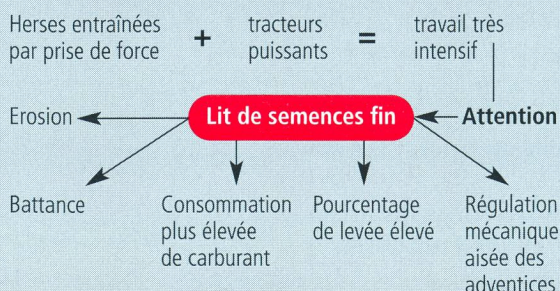 Herses entraînées
par prise de force
+
tracteurs
puissants
=
travail très
intensif
Erosion
Lit de semences fin
Attention
Battance
Consommation
plus élevée
de carburant
Pourcentage
de levée élevé
Régulation
mécanique
aisée des
adventices